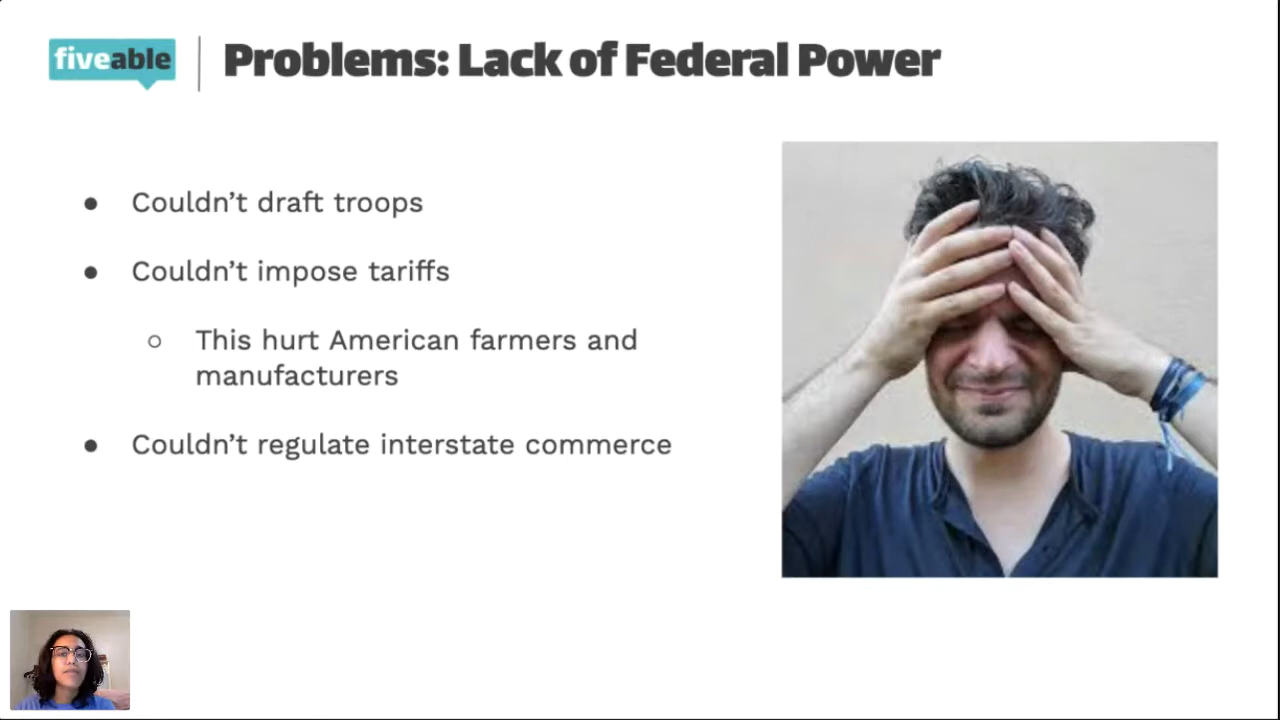 fiveable
Problems: Lack of Federal Power
● Couldn’t draft troops
● Couldn’t impose tariffs
○ This hurt American farmers and
manufacturers
● Couldn’t regulate interstate commerce